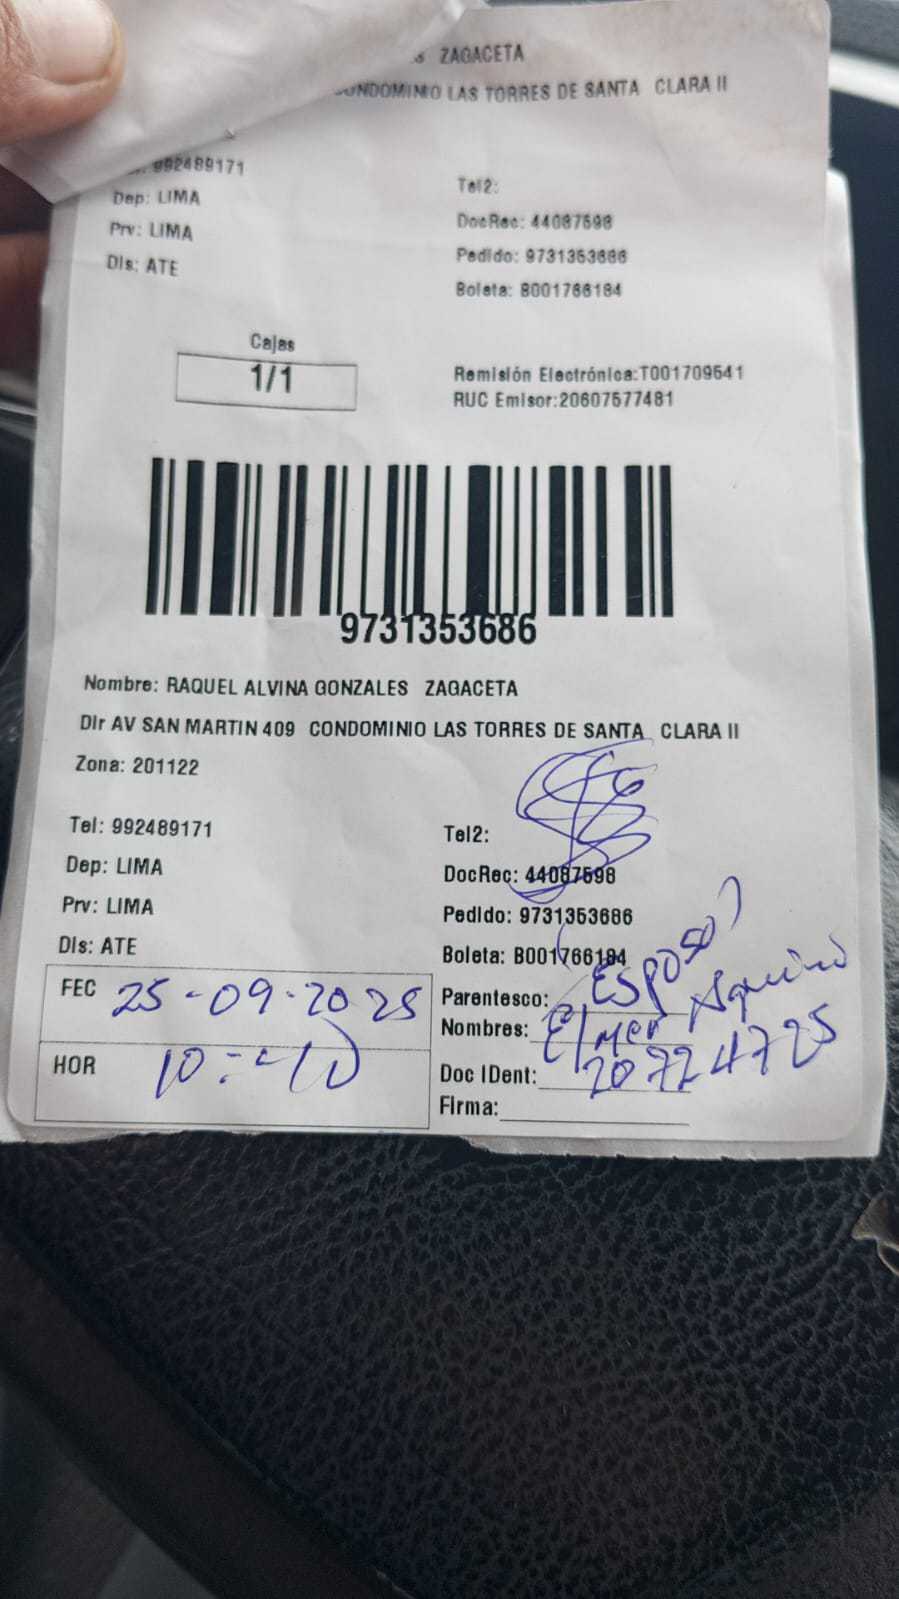 ZAGACETA
CONDOMINIO LAS TORRES DE SANTA CLARA II
992489171
Dep: LIMA
Tel2:
Prv: LIMA
DocRec: 44087598
Dis: ATE
Pedido: 9731353686
Boleta: B001766184
Cajas
1/1
Remisión Electrónica:T001709541
RUC Emisor:20607577481
9731353686
Nombre: RAQUEL ALVINA GONZALES ZAGACETA
Dir AV SAN MARTIN 409 CONDOMINIO LAS TORRES DE SANTA CLARA II
Zona: 201122
Tel: 992489171
Tel2:
Dep: LIMA
DocRec: 44087598
Prv: LIMA
Pedido: 9731353686
Dis: ATE
Boleta: B001766184
FEC 25-09-2025
Parentesco: (Esposo)
Nombres: Elmer Aquino
HOR 10:40
Doc IDent: 20724725
Firma: